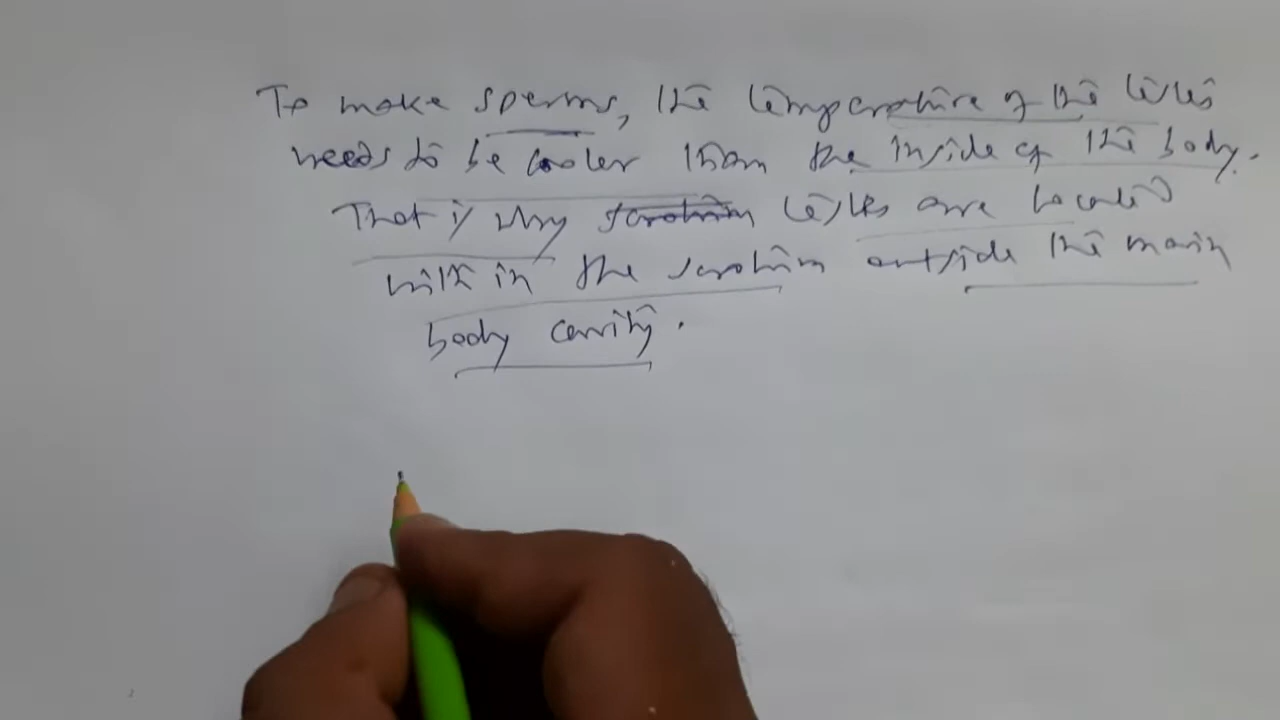 To make sperms, the temperature of the testes
needs to be cooler than the inside of the body.
That is why scrotum testes are located
with in the scrotum outside the main
body cavity.